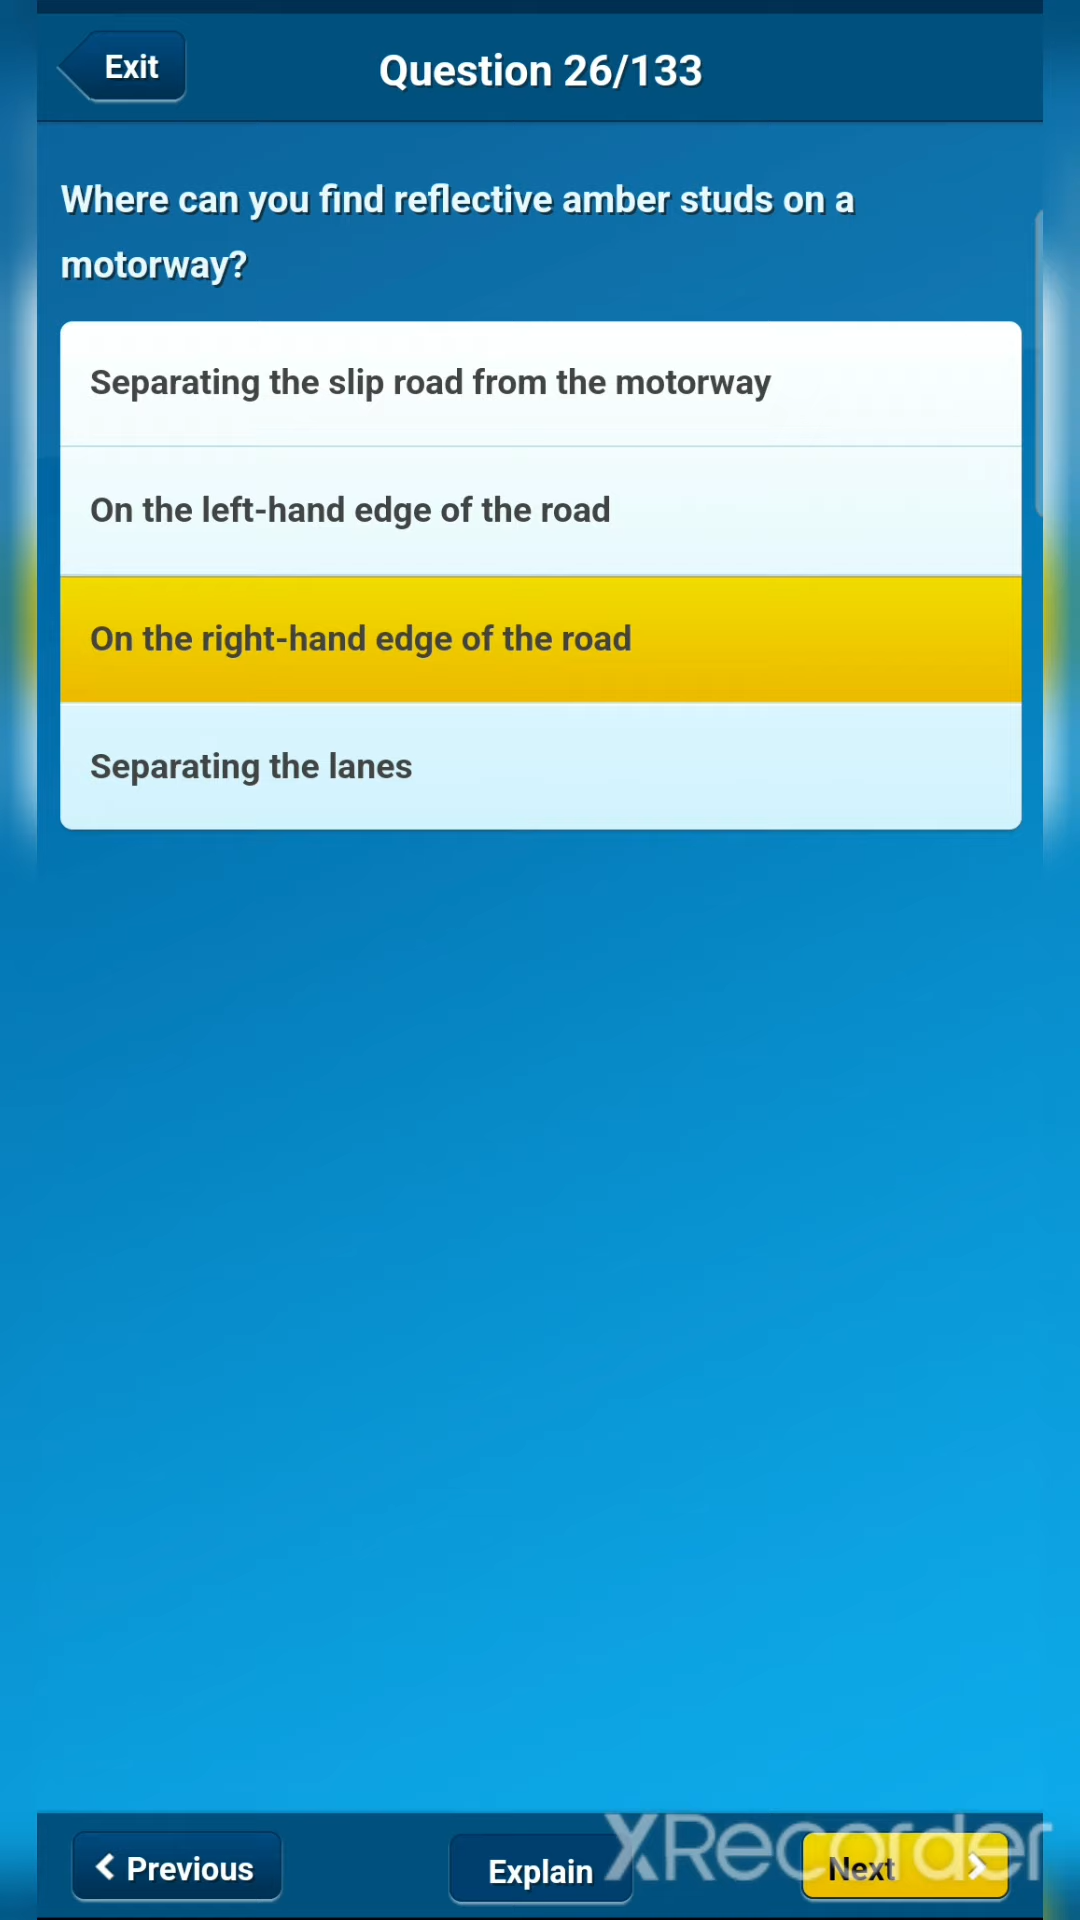 Exit
Question 26/133
Where can you find reflective amber studs on a
motorway?
Separating the slip road from the motorway
On the left-hand edge of the road
On the right-hand edge of the road
Separating the lanes
Previous
Explain
Next
XRecorder